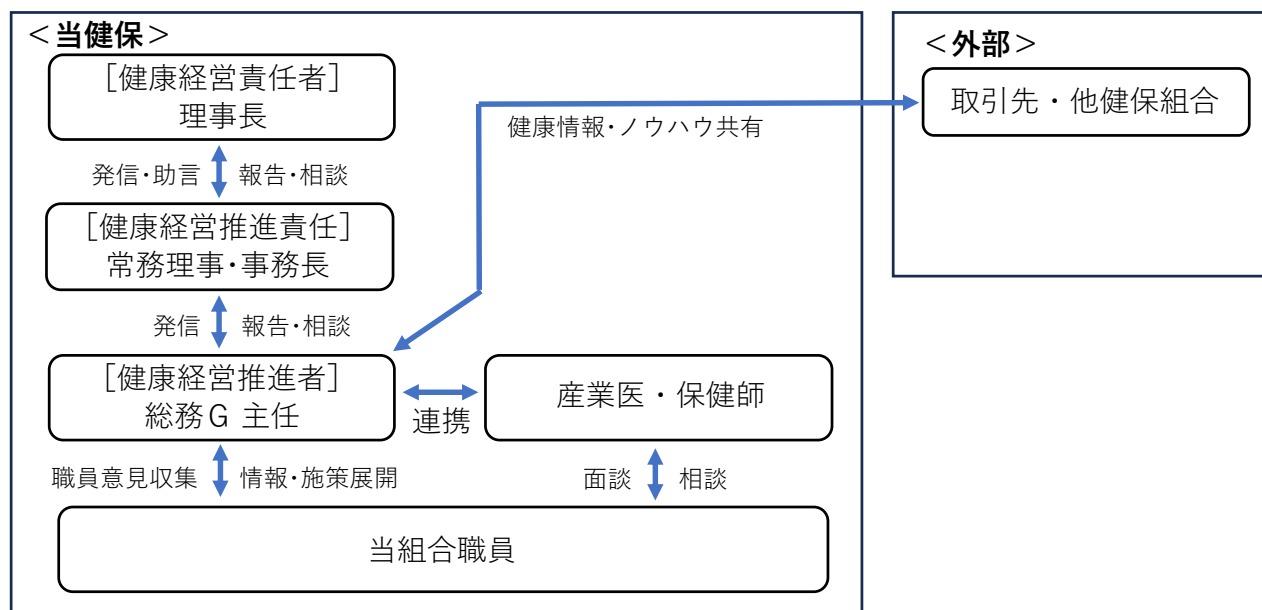 ＜当健保＞
［健康経営責任者］
理事長
発信・助言 報告・相談
［健康経営推進責任］
常務理事・事務長
発信 報告・相談
［健康経営推進者］
総務Ｇ 主任
連携
産業医・保健師
職員意見収集 情報・施策展開
面談 相談
当組合職員
健康情報・ノウハウ共有
＜外部＞
取引先・他健保組合